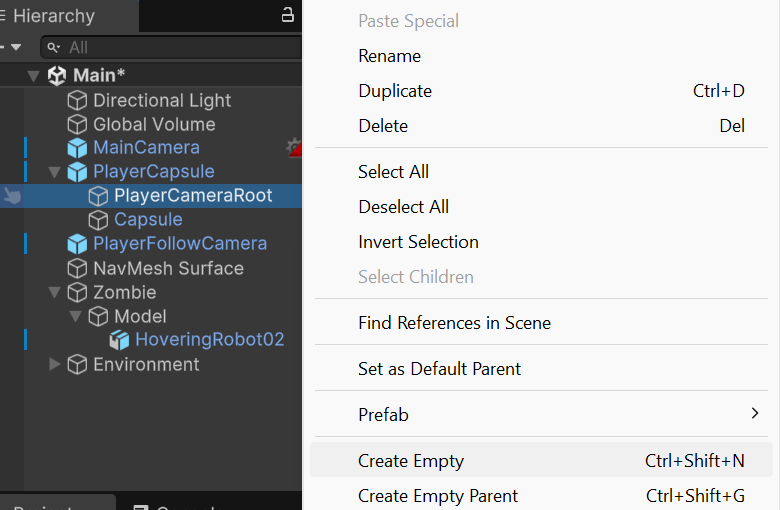 Hierarchy
All
Main*
Directional Light
Global Volume
MainCamera
PlayerCapsule
PlayerCameraRoot
Capsule
PlayerFollowCamera
NavMesh Surface
Zombie
Model
HoveringRobot02
Environment
Paste Special
Rename
Duplicate Ctrl+D
Delete Del
Select All
Deselect All
Invert Selection
Select Children
Find References in Scene
Set as Default Parent
Prefab
Create Empty Ctrl+Shift+N
Create Empty Parent Ctrl+Shift+G